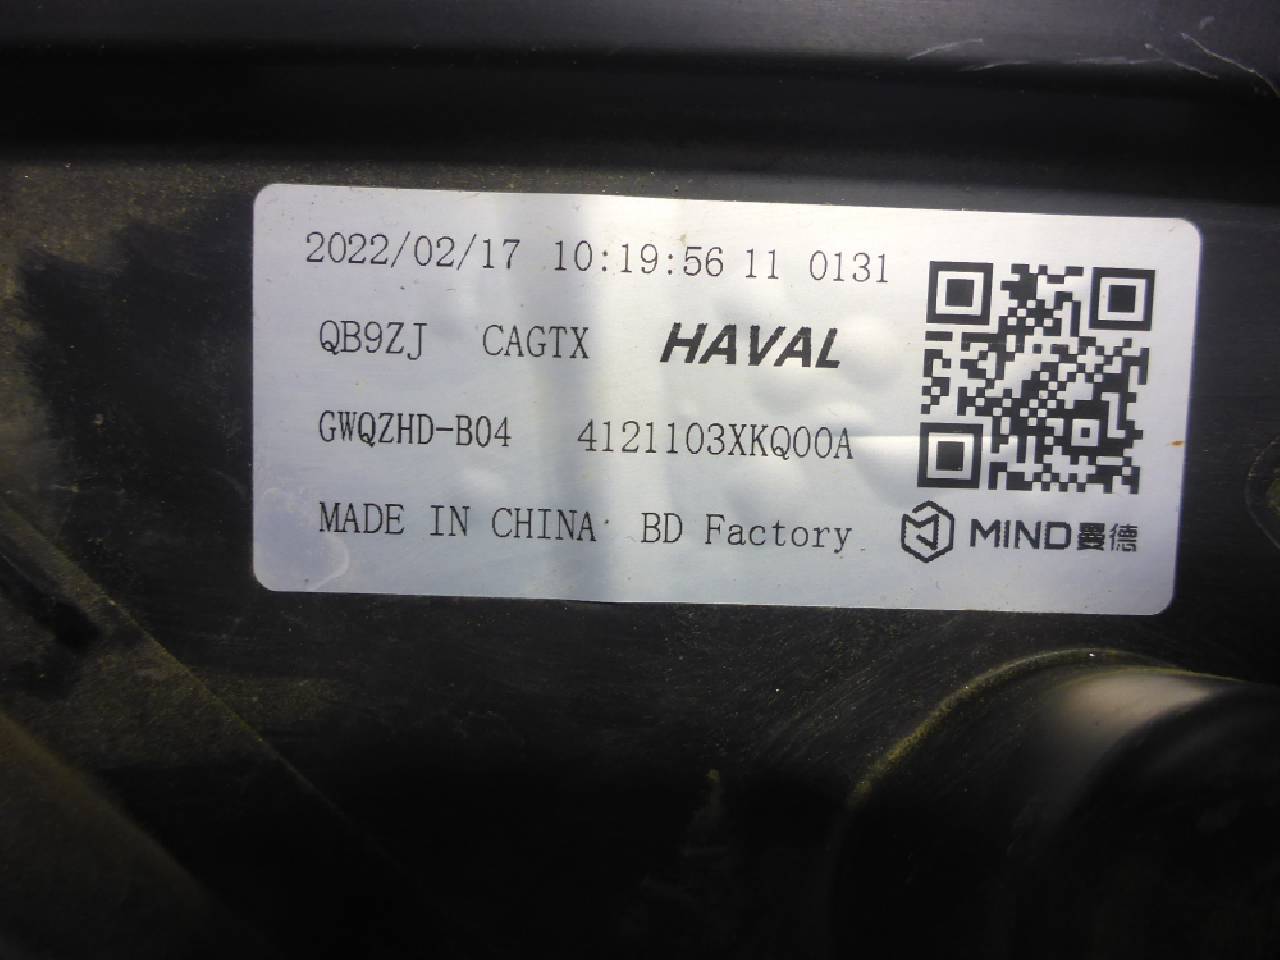 2022/02/17 10:19:56 11 0131
QB9ZJ CAGTX HAVAL
GWQZHD-B04 4121103XKQ00A
MADE IN CHINA BD Factory
MIND曼德